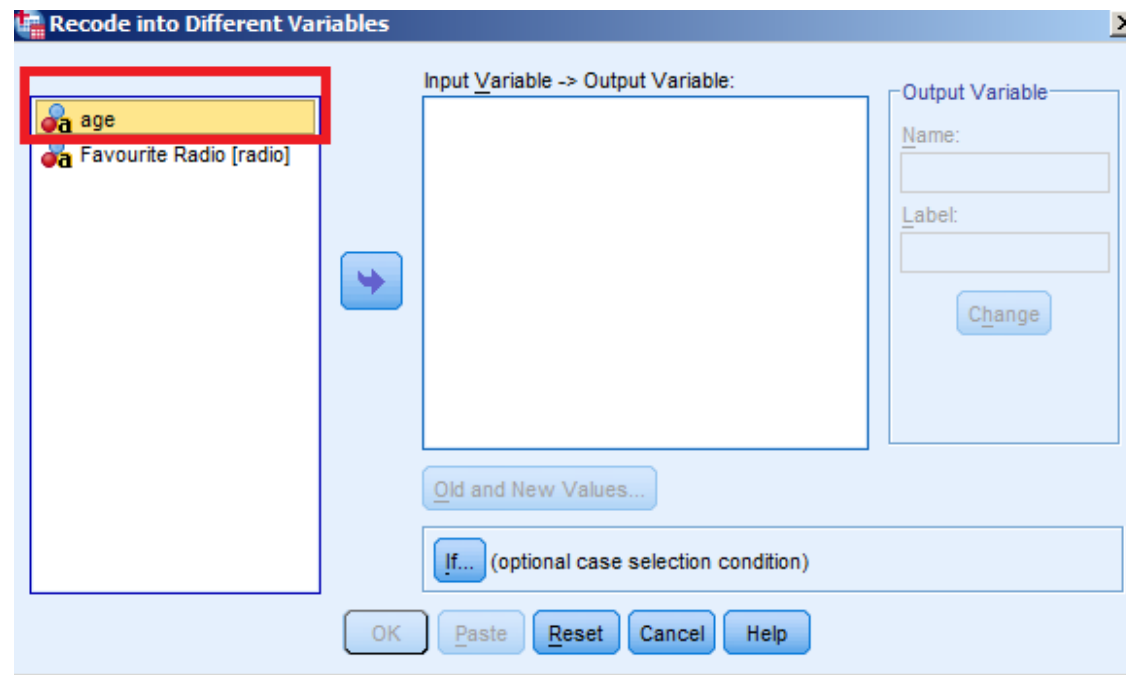 Recode into Different Variables
age
Favourite Radio [radio]
Input Variable -> Output Variable:
Output Variable
Name:
Label:
Change
Old and New Values...
If... (optional case selection condition)
OK Paste Reset Cancel Help